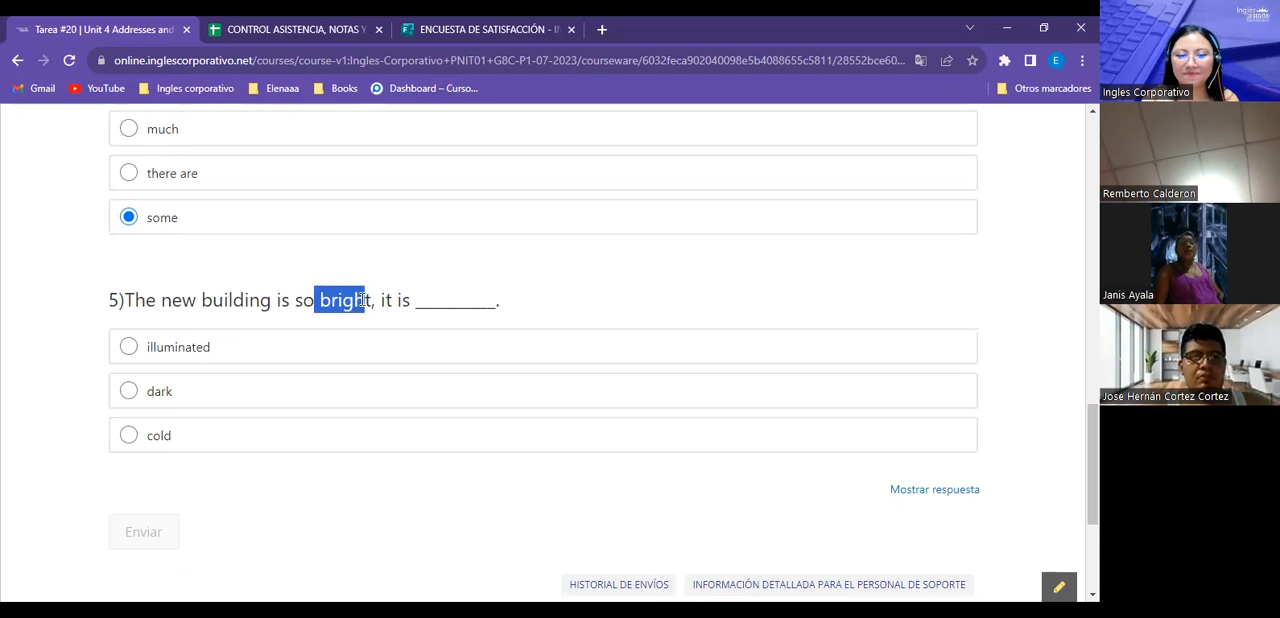 Tarea #20 | Unit 4 Addresses and
CONTROL ASISTENCIA, NOTAS Y
ENCUESTA DE SATISFACCIÓN - I
online.inglescorporativo.net/courses/course-v1:Ingles-Corporativo+PNIT01+G8C-P1-07-2023/courseware/6032feca902040098e5b4088655c5811/28552bce60...
E
Gmail
YouTube
Ingles corporativo
Elenaaa
Books
Dashboard – Curso...
Otros marcadores
much
there are
some
5)The new building is so bright, it is __________.
illuminated
dark
cold
Mostrar respuesta
Enviar
HISTORIAL DE ENVÍOS
INFORMACIÓN DETALLADA PARA EL PERSONAL DE SOPORTE
Ingles
Ingles Corporativo
Remberto Calderon
Janis Ayala
Jose Hernán Cortez Cortez